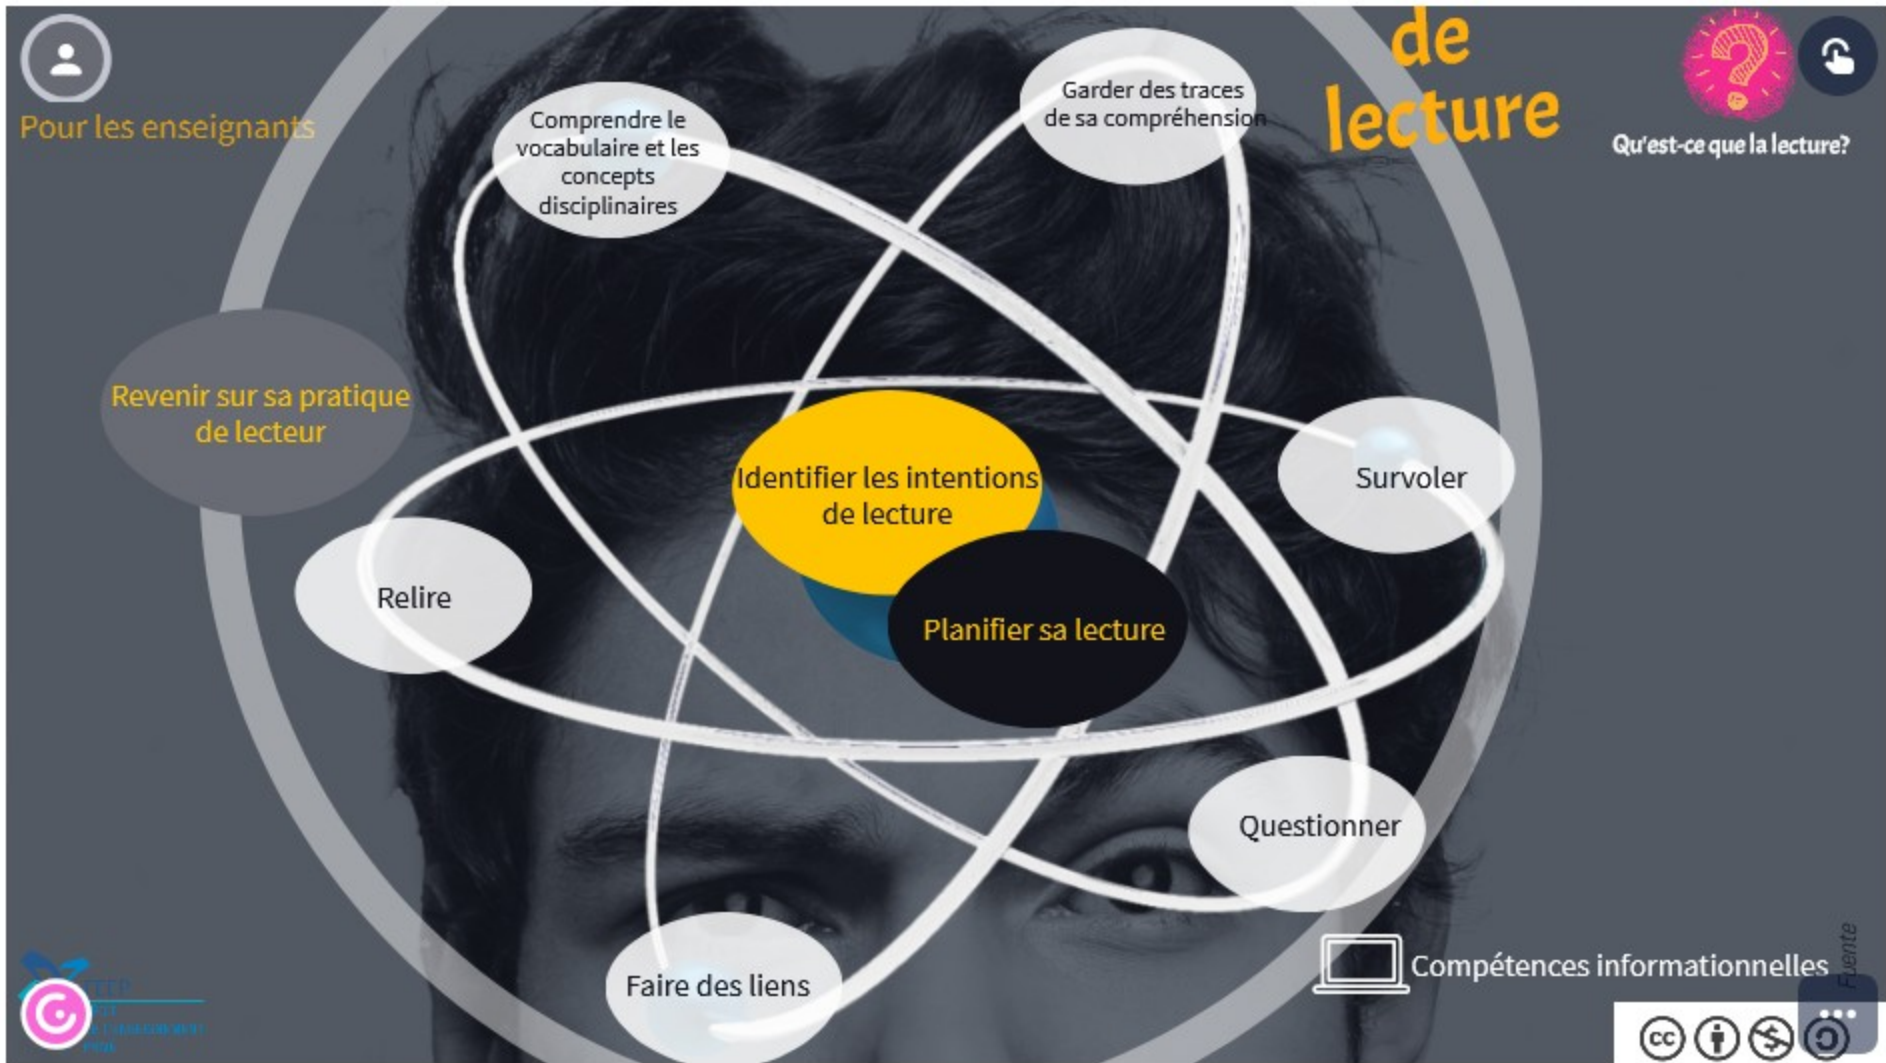 de
lecture
Pour les enseignants
Qu'est-ce que la lecture?
Comprendre le
vocabulaire et les
concepts
disciplinaires
Garder des traces
de sa compréhension
Revenir sur sa pratique
de lecteur
Identifier les intentions
de lecture
Survoler
Planifier sa lecture
Relire
Questionner
Faire des liens
Compétences informationnelles
Fuente
cc